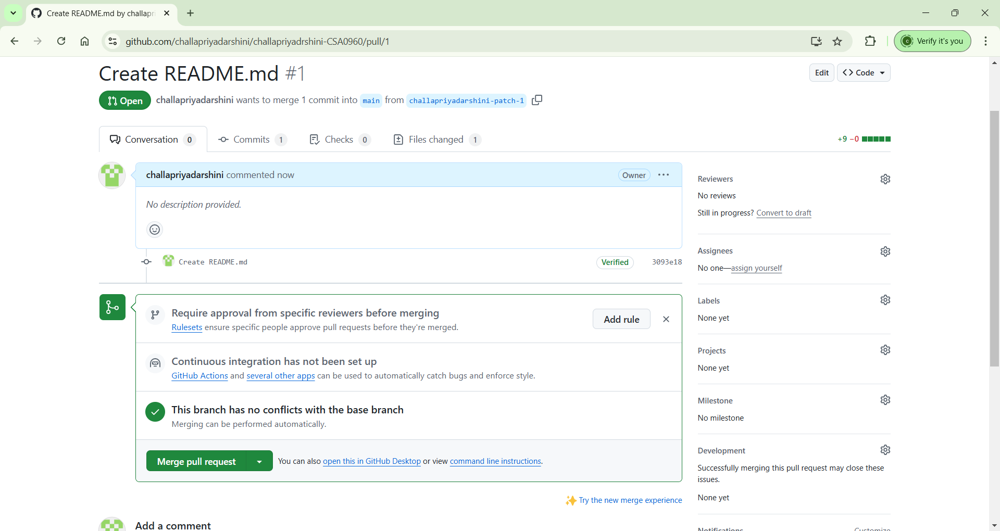 Create README.md by challapri
github.com/challapriyadarshini/challapriyadrshini-CSA0960/pull/1
Verify it's you
Create README.md #1
Edit
Code
Open
challapriyadarshini wants to merge 1 commit into main from challapriyadarshini-patch-1
Conversation 0
Commits 1
Checks 0
Files changed 1
+9 −0
challapriyadarshini commented now
Owner
No description provided.
Create README.md
Verified
3093e18
Require approval from specific reviewers before merging
Rulesets ensure specific people approve pull requests before they're merged.
Add rule
Continuous integration has not been set up
GitHub Actions and several other apps can be used to automatically catch bugs and enforce style.
This branch has no conflicts with the base branch
Merging can be performed automatically.
Merge pull request
You can also open this in GitHub Desktop or view command line instructions.
Try the new merge experience
Add a comment
Reviewers
No reviews
Still in progress? Convert to draft
Assignees
No one—assign yourself
Labels
None yet
Projects
None yet
Milestone
No milestone
Development
Successfully merging this pull request may close these
issues.
None yet
Notifications
Customize